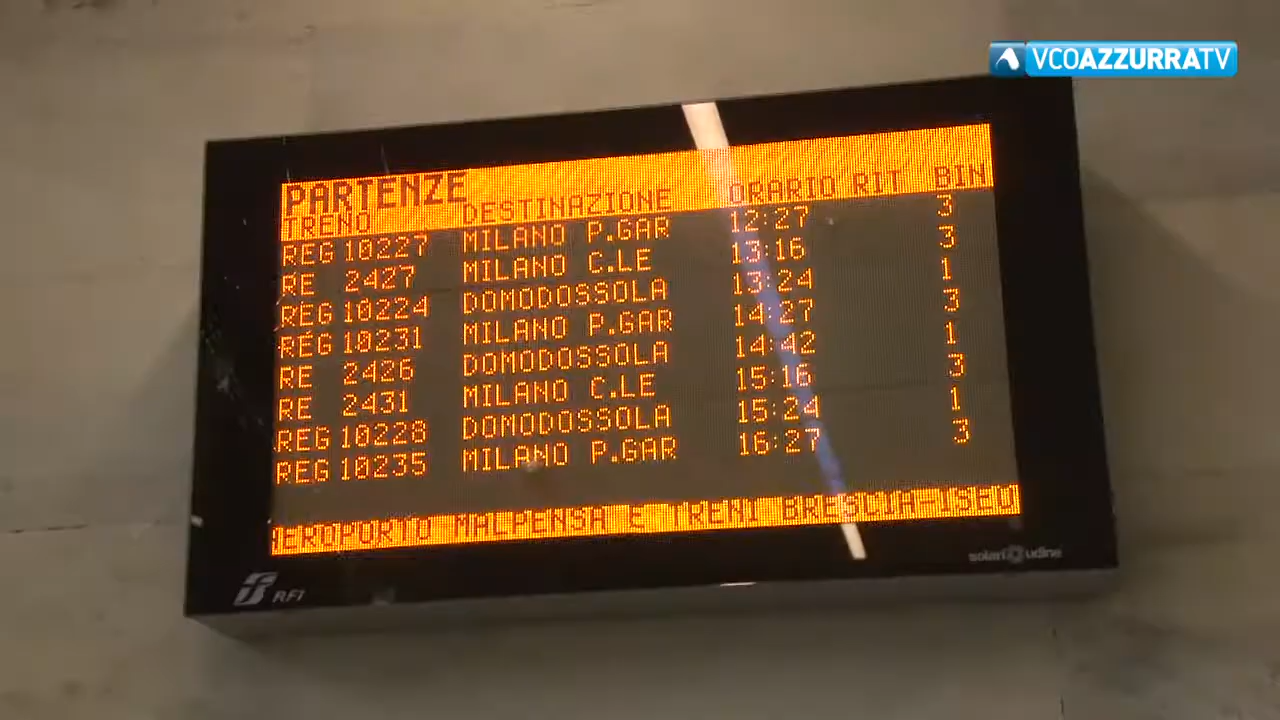 VCOAZZURRATV
PARTENZE
TRENO DESTINAZIONE ORARIO RIT BIN
REG 10227 MILANO P.GAR 12:27 3
RE 2427 MILANO C.LE 13:16 3
REG 10224 DOMODOSSOLA 13:24 1
REG 10231 MILANO P.GAR 14:27 3
RE 2426 DOMODOSSOLA 14:42 1
RE 2431 MILANO C.LE 15:16 3
REG 10228 DOMODOSSOLA 15:24 1
REG 10235 MILANO P.GAR 16:27 3
AEROPORTO MALPENSA E TRENI BRESCIA-ISEO
RFI
solari udine